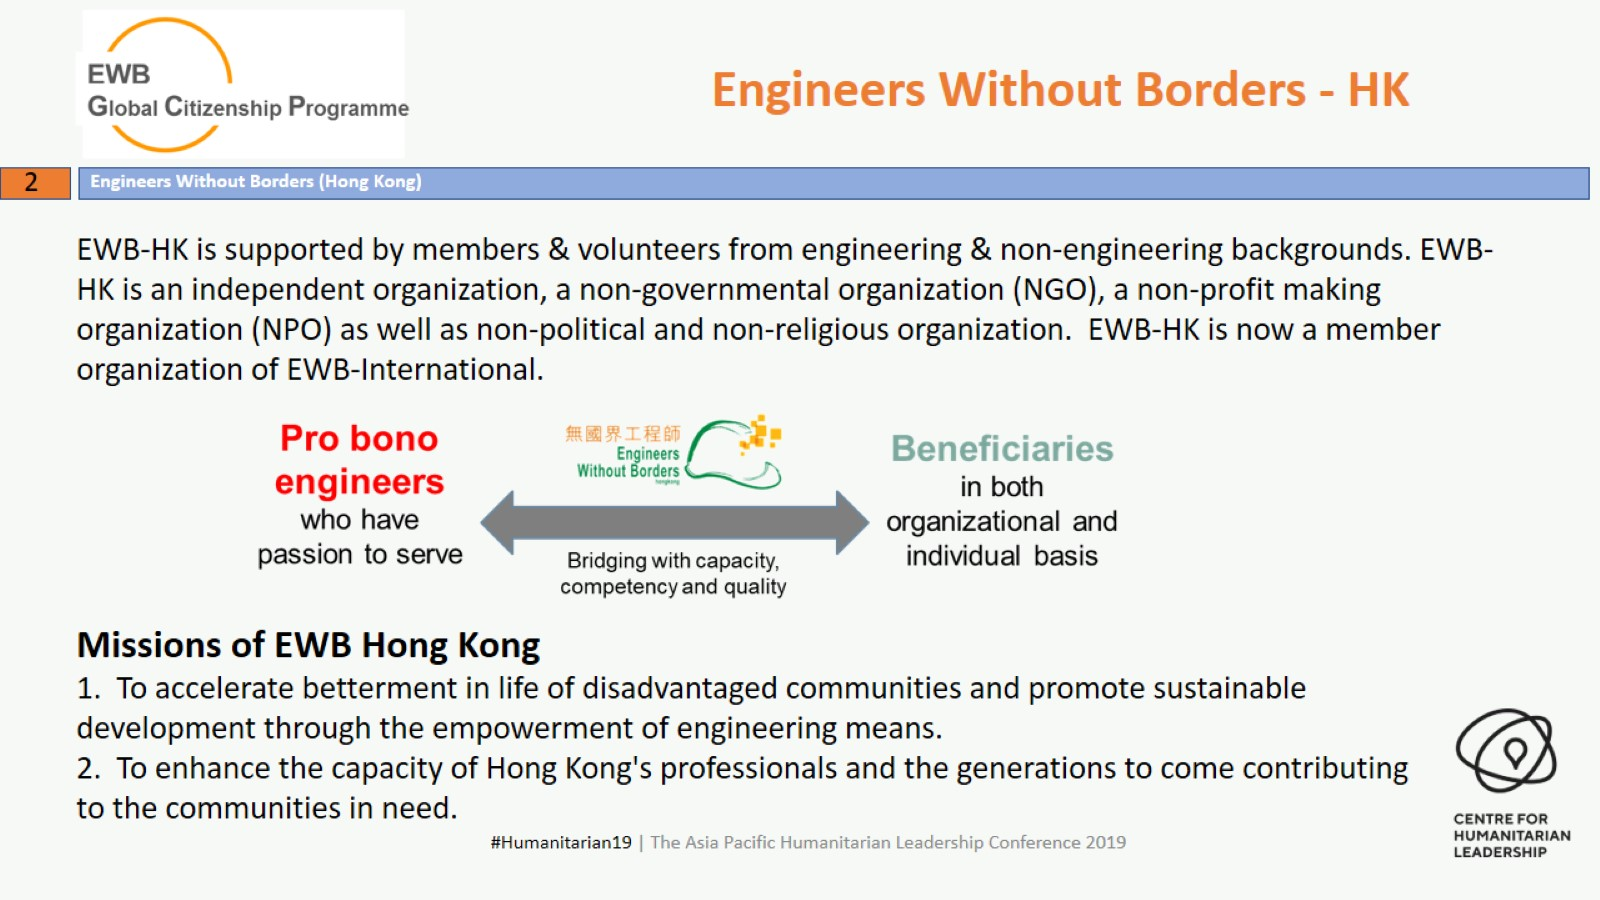 EWB
Global Citizenship Programme
Engineers Without Borders - HK
2
Engineers Without Borders (Hong Kong)
EWB-HK is supported by members & volunteers from engineering & non-engineering backgrounds. EWB-
HK is an independent organization, a non-governmental organization (NGO), a non-profit making
organization (NPO) as well as non-political and non-religious organization.  EWB-HK is now a member
organization of EWB-International.
Pro bono
engineers
who have
passion to serve
無國界工程師
Engineers
Without Borders
hongkong
Bridging with capacity,
competency and quality
Beneficiaries
in both
organizational and
individual basis
Missions of EWB Hong Kong
1.  To accelerate betterment in life of disadvantaged communities and promote sustainable
development through the empowerment of engineering means.
2.  To enhance the capacity of Hong Kong's professionals and the generations to come contributing
to the communities in need.
#Humanitarian19 | The Asia Pacific Humanitarian Leadership Conference 2019
CENTRE FOR
HUMANITARIAN
LEADERSHIP